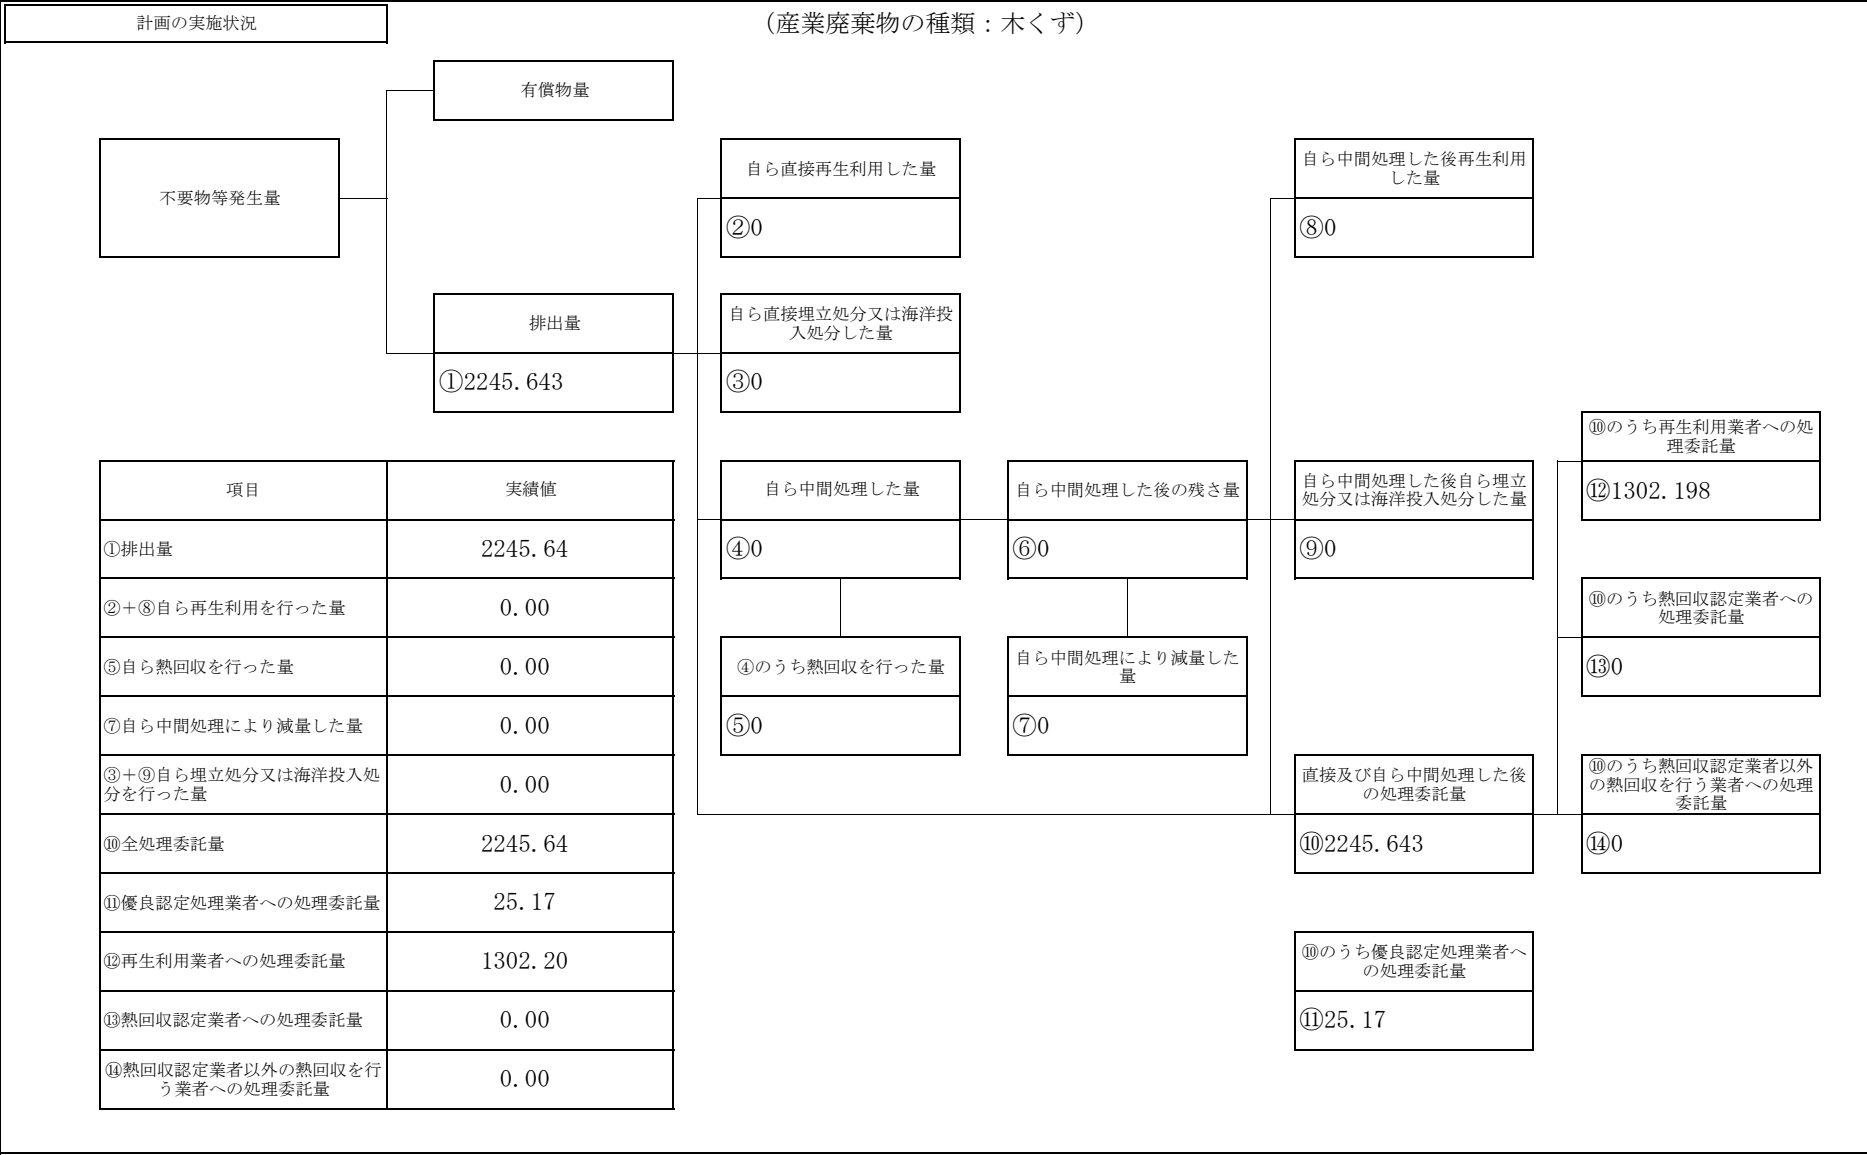 計画の実施状況
（産業廃棄物の種類：木くず）
有償物量
不要物等発生量
自ら直接再生利用した量
②0
自ら中間処理した後再生利用
した量
⑧0
排出量
①2245.643
自ら直接埋立処分又は海洋投
入処分した量
③0
⑩のうち再生利用業者への処
理委託量
⑫1302.198
自ら中間処理した量
④0
自ら中間処理した後の残さ量
⑥0
自ら中間処理した後自ら埋立
処分又は海洋投入処分した量
⑨0
⑩のうち熱回収認定業者への
処理委託量
⑬0
④のうち熱回収を行った量
⑤0
自ら中間処理により減量した
量
⑦0
直接及び自ら中間処理した後
の処理委託量
⑩2245.643
⑩のうち熱回収認定業者以外
の熱回収を行う業者への処理
委託量
⑭0
⑩のうち優良認定処理業者へ
の処理委託量
⑪25.17
項目 実績値
①排出量 2245.64
②＋⑧自ら再生利用を行った量 0.00
⑤自ら熱回収を行った量 0.00
⑦自ら中間処理により減量した量 0.00
③＋⑨自ら埋立処分又は海洋投入処
分を行った量 0.00
⑩全処理委託量 2245.64
⑪優良認定処理業者への処理委託量 25.17
⑫再生利用業者への処理委託量 1302.20
⑬熱回収認定業者への処理委託量 0.00
⑭熱回収認定業者以外の熱回収を行
う業者への処理委託量 0.00